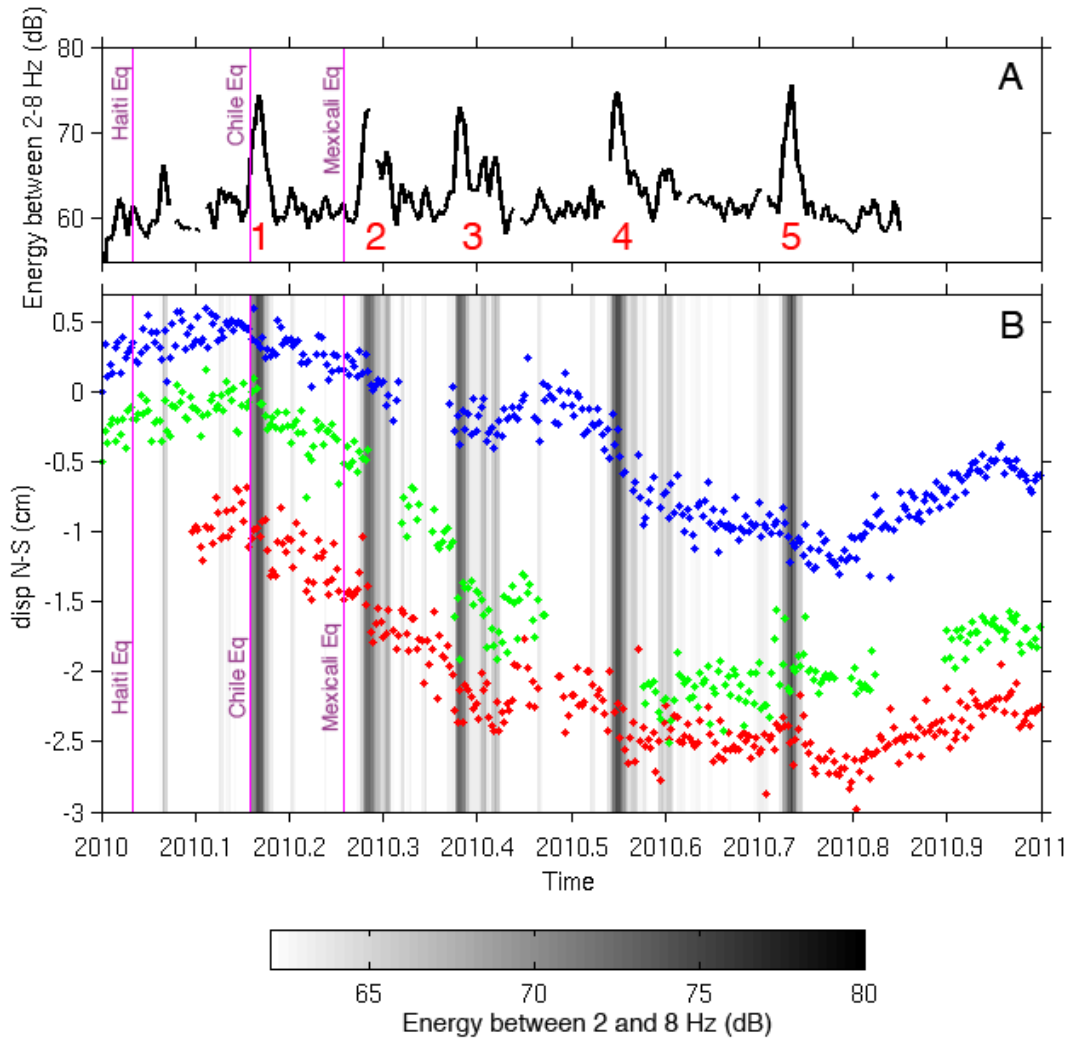 Energy between 2-8 Hz (dB)
80
70
60
A
Haiti Eq
Chile Eq
Mexicali Eq
1
2
3
4
5
disp N-S (cm)
0.5
0
-0.5
-1
-1.5
-2
-2.5
-3
B
Haiti Eq
Chile Eq
Mexicali Eq
2010 2010.1 2010.2 2010.3 2010.4 2010.5 2010.6 2010.7 2010.8 2010.9 2011
Time
65 70 75 80
Energy between 2 and 8 Hz (dB)